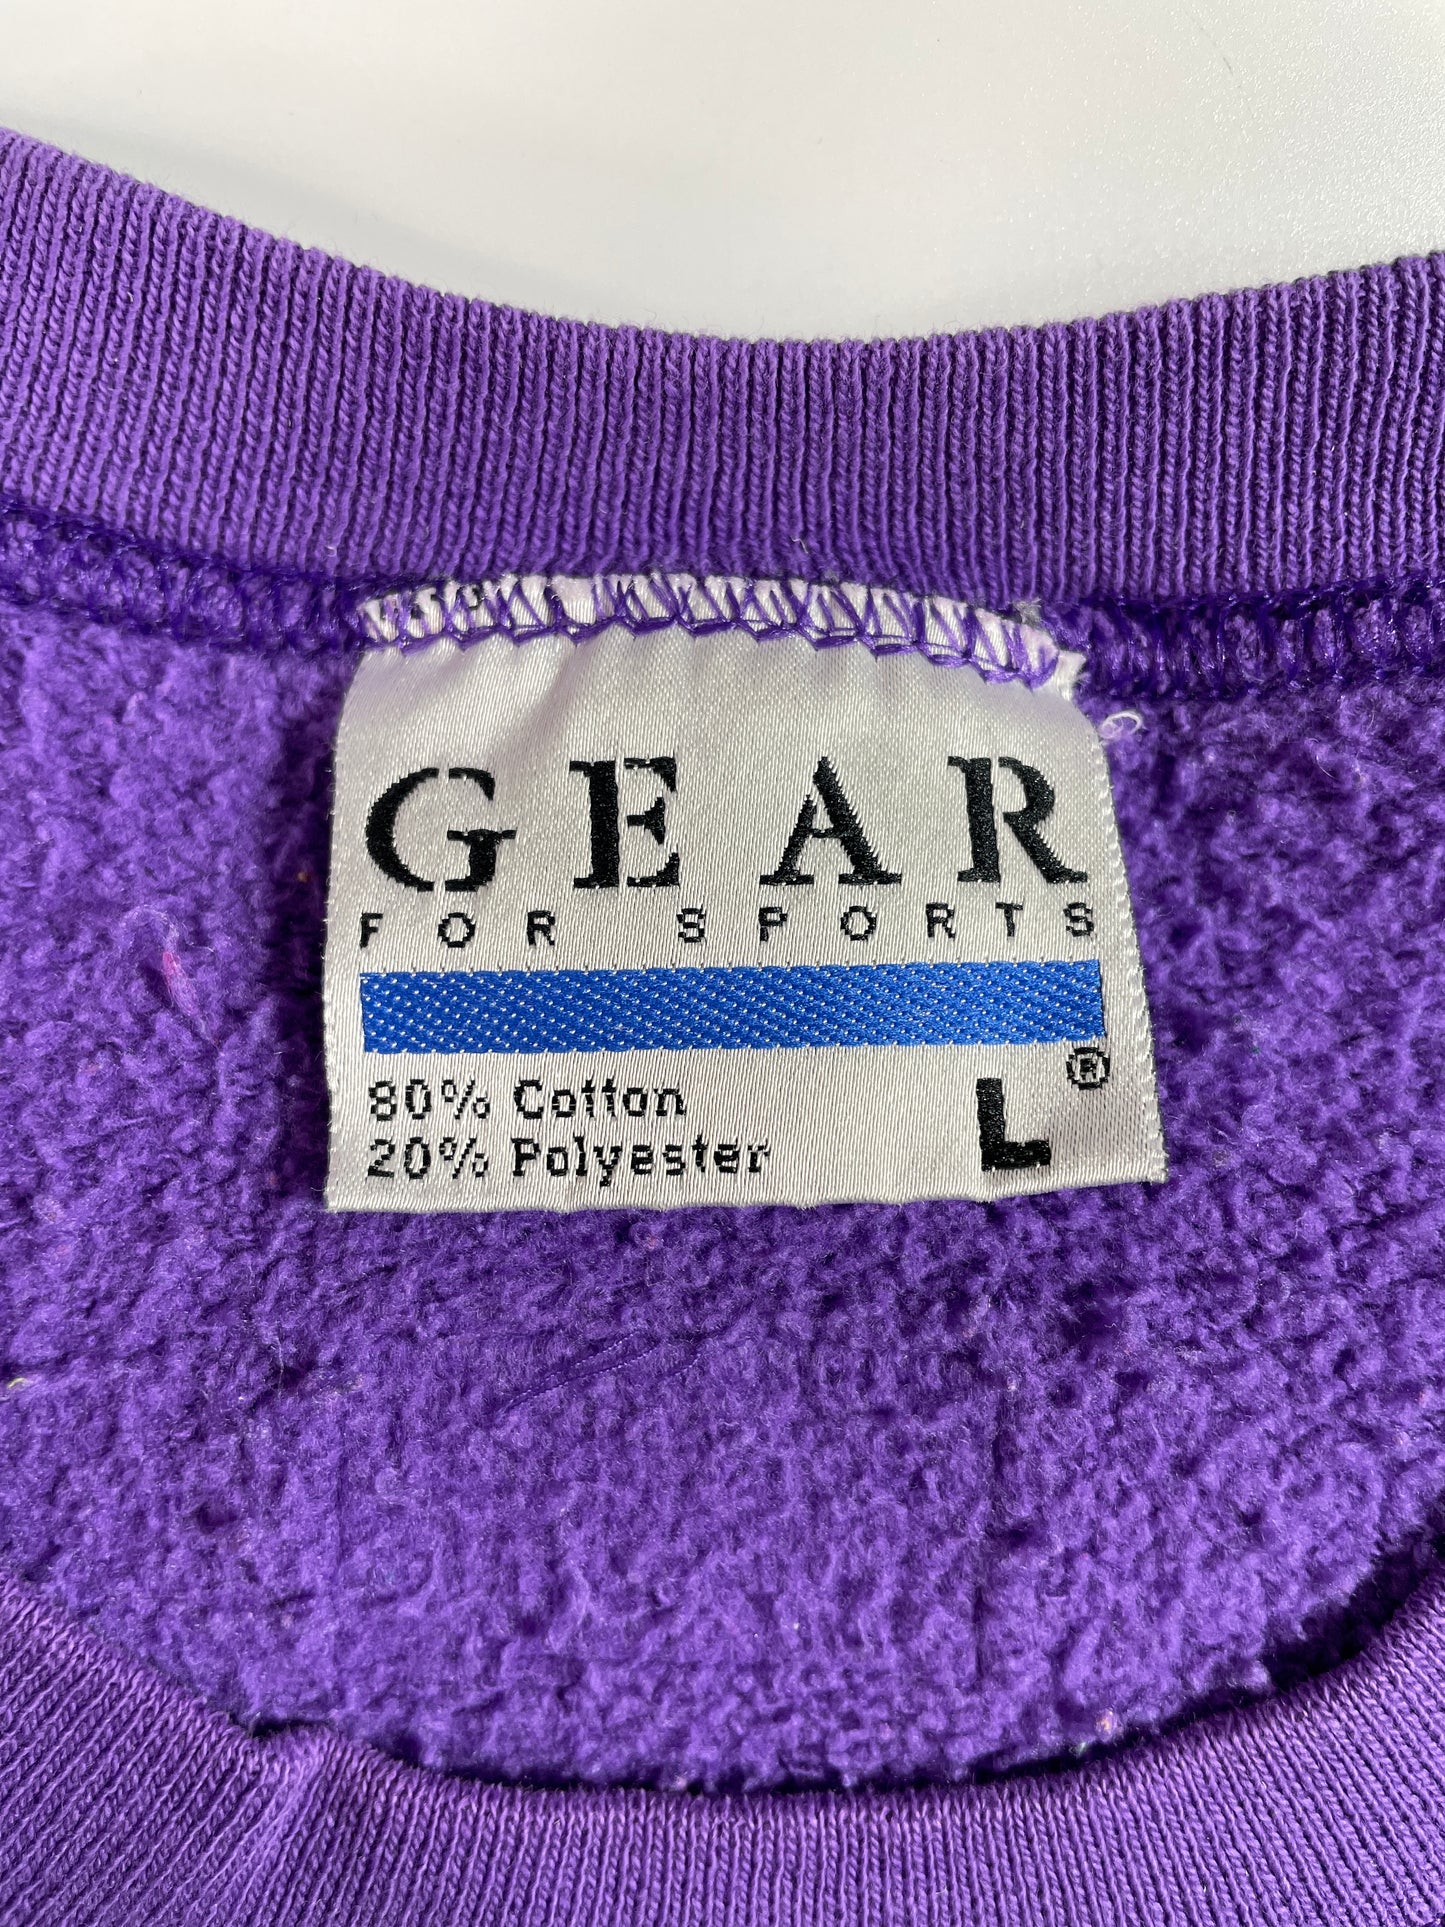 GEAR
FOR SPORTS
®
80% Cotton
20% Polyester
L